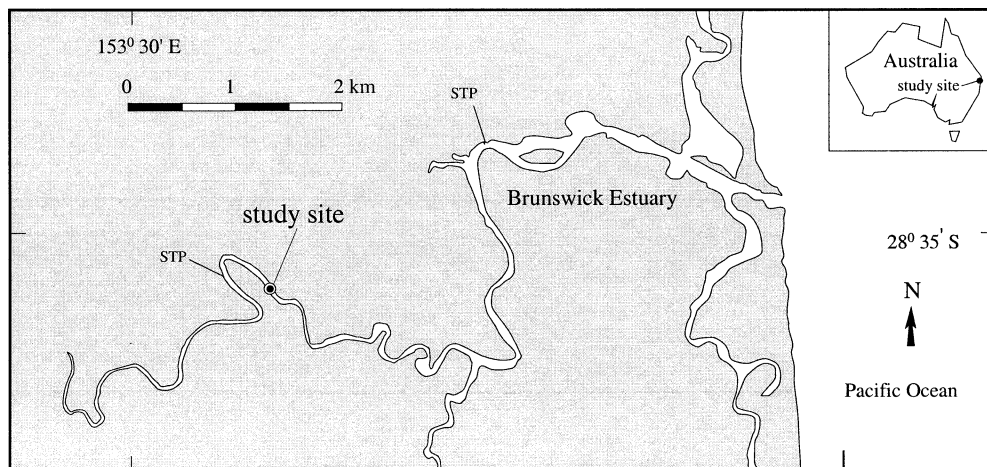 153⁰ 30' E
0 1 2 km
STP
Australia
study site
Brunswick Estuary
study site
STP
28⁰ 35' S
N
Pacific Ocean